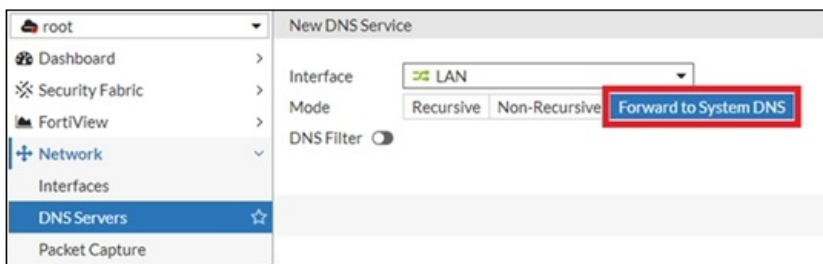 root
Dashboard
Security Fabric
FortiView
Network
Interfaces
DNS Servers
Packet Capture
New DNS Service
Interface LAN
Mode Recursive Non-Recursive Forward to System DNS
DNS Filter